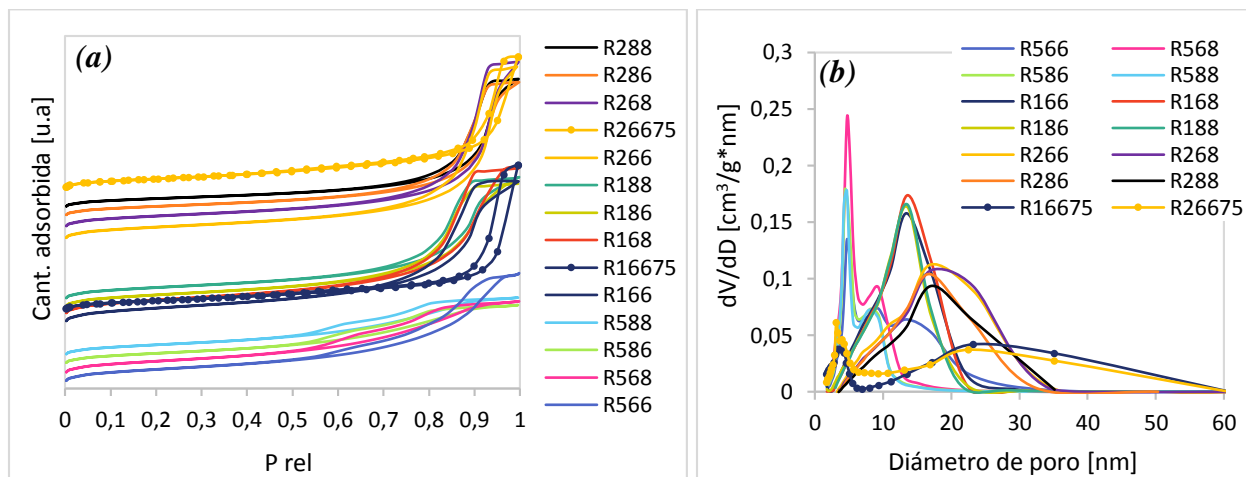 (a)
Cant. adsorbida [u.a]
0 0,1 0,2 0,3 0,4 0,5 0,6 0,7 0,8 0,9 1
P rel
R288
R286
R268
R26675
R266
R188
R186
R168
R16675
R166
R588
R586
R568
R566
(b)
dV/dD [cm³/g*nm]
0,3
0,25
0,2
0,15
0,1
0,05
0
0 10 20 30 40 50 60
Diámetro de poro [nm]
R566 R568
R586 R588
R166 R168
R186 R188
R266 R268
R286 R288
R16675 R26675